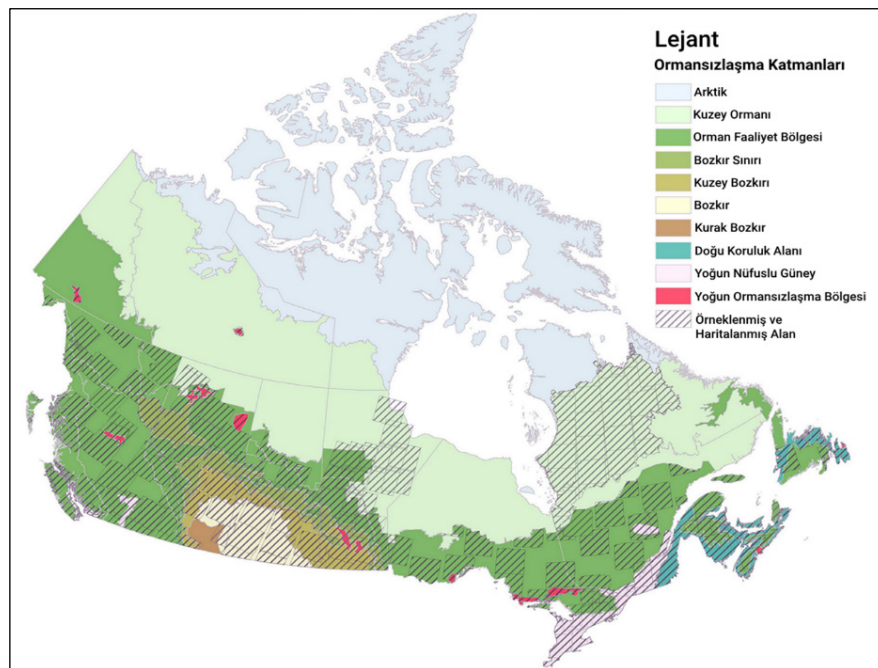 Lejant
Ormansızlaşma Katmanları
Arktik
Kuzey Ormanı
Orman Faaliyet Bölgesi
Bozkır Sınırı
Kuzey Bozkırı
Bozkır
Kurak Bozkır
Doğu Koruluk Alanı
Yoğun Nüfuslu Güney
Yoğun Ormansızlaşma Bölgesi
Örneklenmiş ve
Haritalanmış Alan